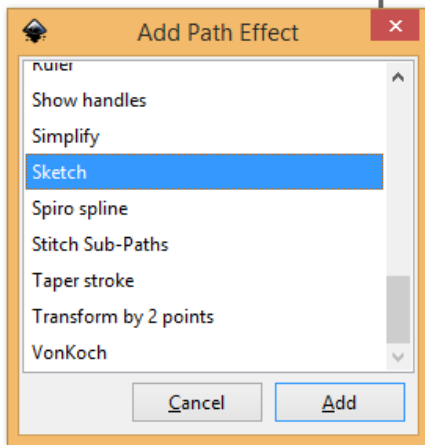 Add Path Effect
Ruler
Show handles
Simplify
Sketch
Spiro spline
Stitch Sub-Paths
Taper stroke
Transform by 2 points
VonKoch
Cancel Add